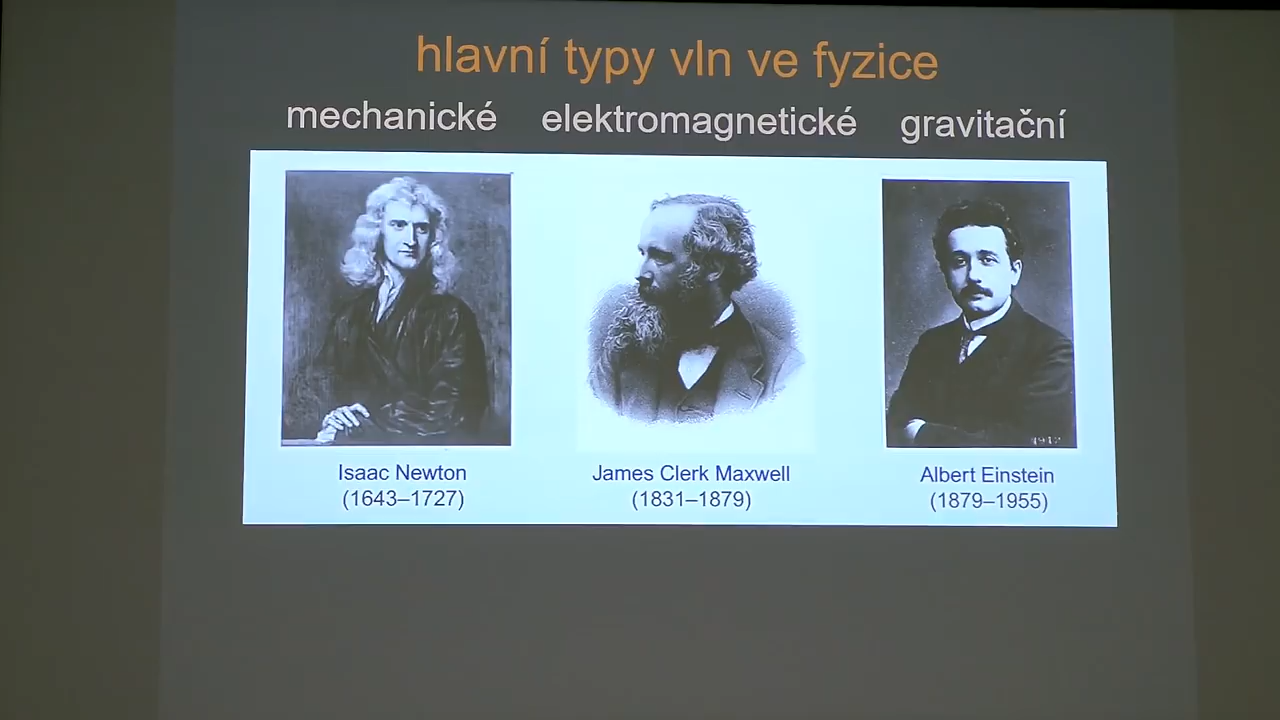 hlavní typy vln ve fyzice
mechanické elektromagnetické gravitační
Isaac Newton
(1643–1727)
James Clerk Maxwell
(1831–1879)
Albert Einstein
(1879–1955)